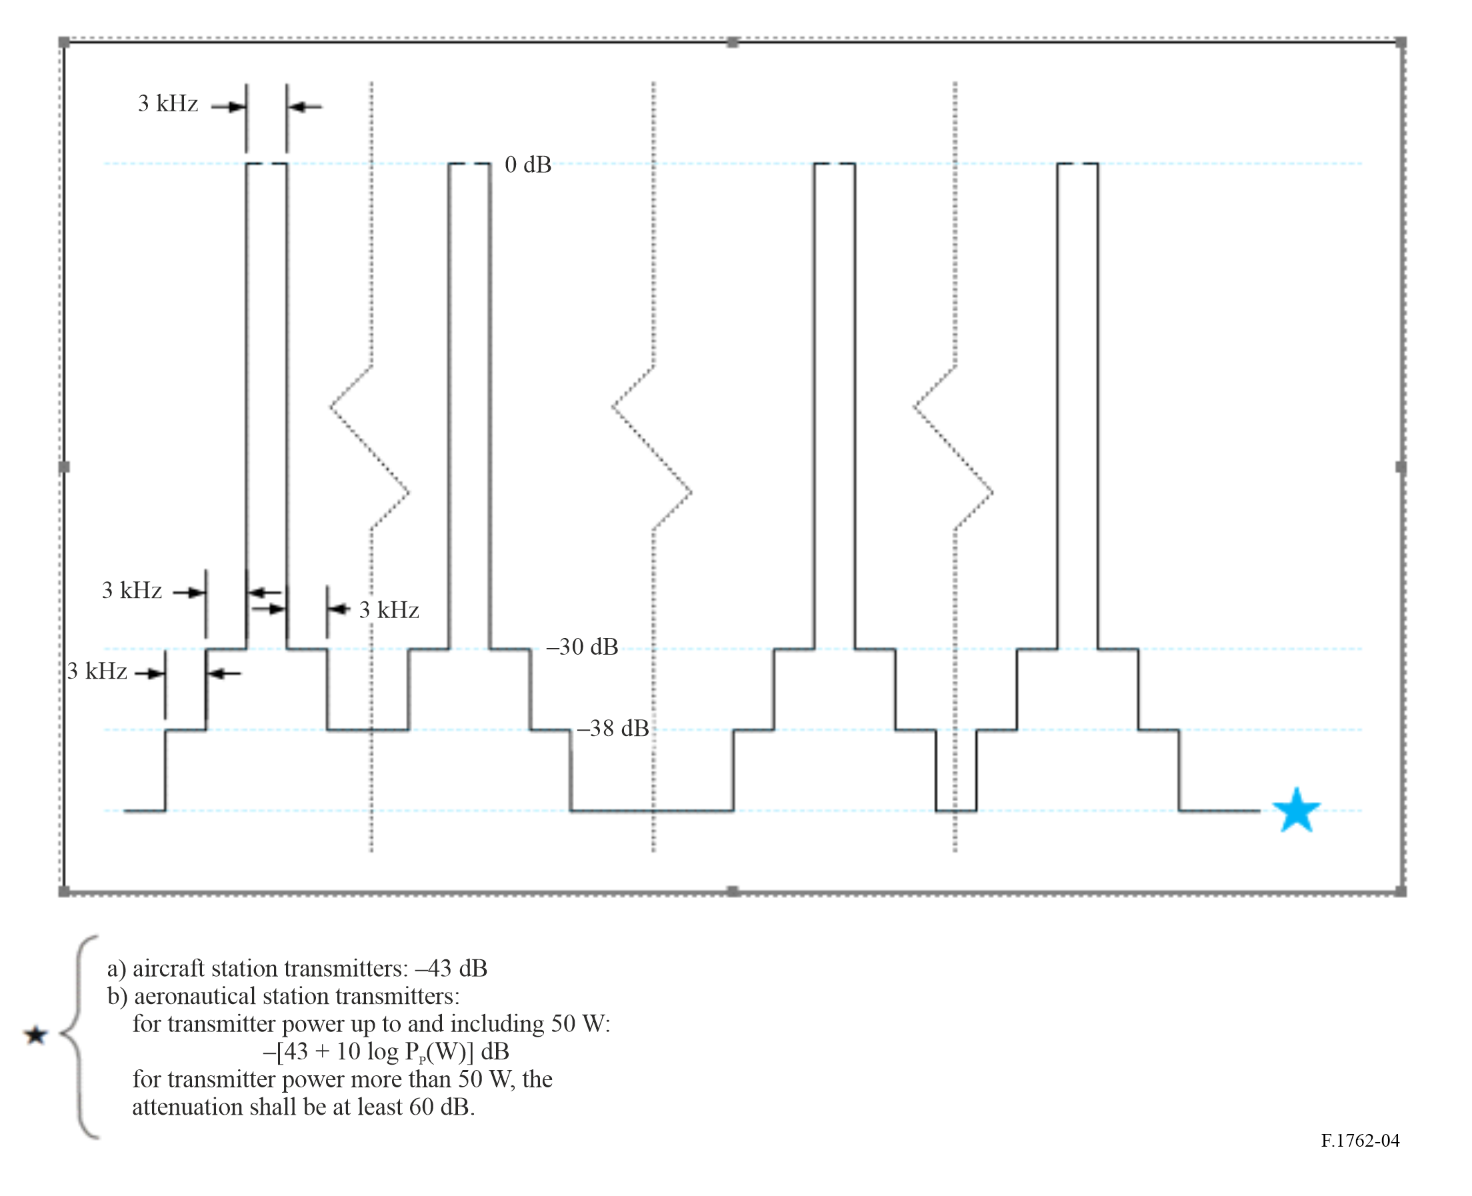 3 kHz
0 dB
3 kHz
3 kHz
–30 dB
3 kHz
–38 dB
a) aircraft station transmitters: –43 dB
b) aeronautical station transmitters:
for transmitter power up to and including 50 W:
–[43 + 10 log Pₚ(W)] dB
for transmitter power more than 50 W, the
attenuation shall be at least 60 dB.
F.1762-04